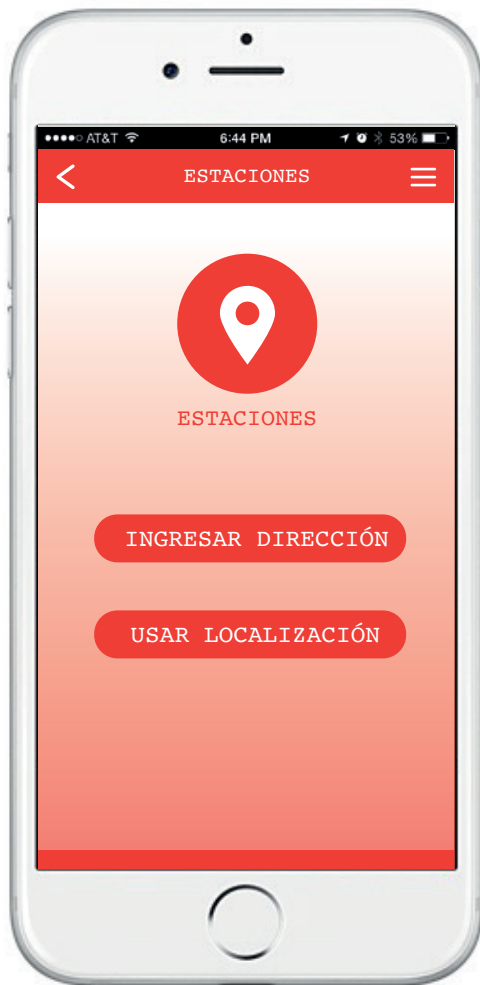 AT&T 6:44 PM 53%
ESTACIONES
ESTACIONES
INGRESAR DIRECCIÓN
USAR LOCALIZACIÓN